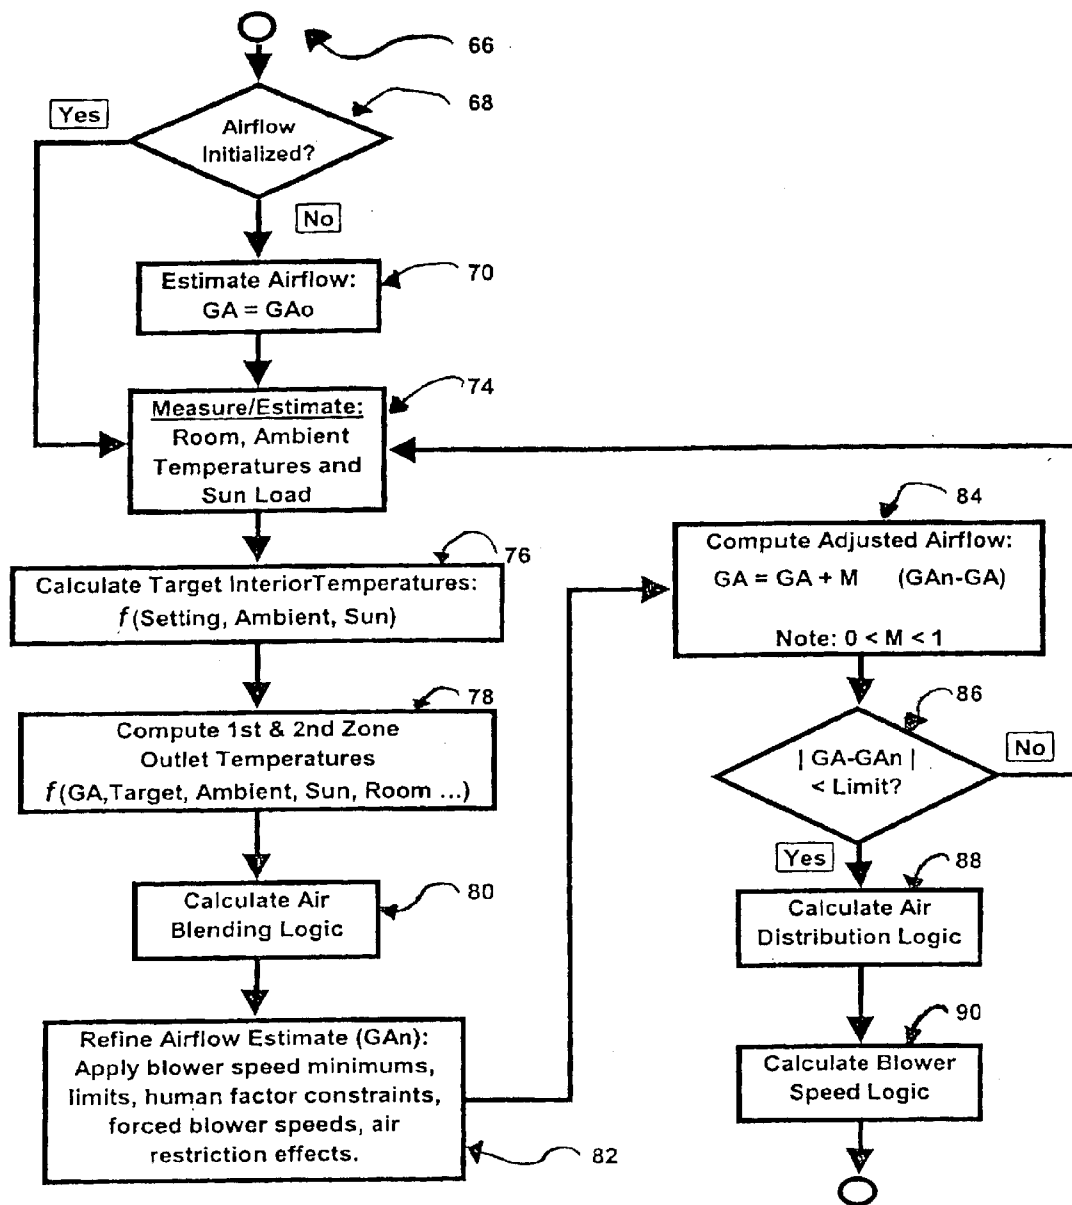 66
68
Yes
Airflow
Initialized?
No
70
Estimate Airflow:
GA = GAo
74
Measure/Estimate:
Room, Ambient
Temperatures and
Sun Load
76
Calculate Target InteriorTemperatures:
f(Setting, Ambient, Sun)
78
Compute 1st & 2nd Zone
Outlet Temperatures
f(GA,Target, Ambient, Sun, Room ...)
80
Calculate Air
Blending Logic
Refine Airflow Estimate (GAn):
Apply blower speed minimums,
limits, human factor constraints,
forced blower speeds, air
restriction effects.
82
84
Compute Adjusted Airflow:
GA = GA + M (GAn-GA)
Note: 0 < M < 1
86
| GA-GAn |
< Limit?
No
Yes
88
Calculate Air
Distribution Logic
90
Calculate Blower
Speed Logic